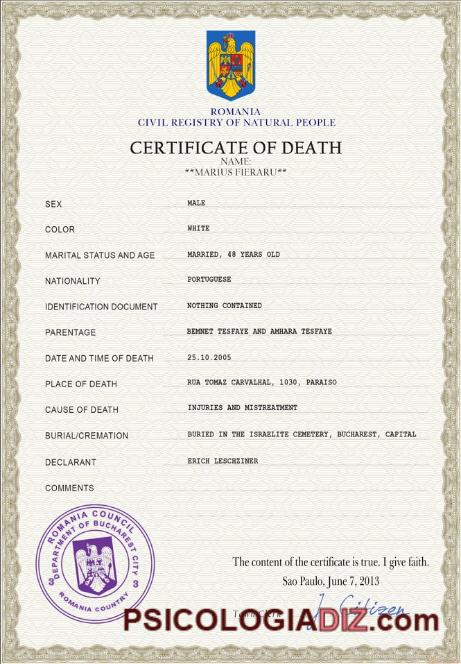 ROMANIA
CIVIL REGISTRY OF NATURAL PEOPLE
CERTIFICATE OF DEATH
NAME:
**MARIUS FIERARU**
SEX MALE
COLOR WHITE
MARITAL STATUS AND AGE MARRIED, 48 YEARS OLD
NATIONALITY PORTUGUESE
IDENTIFICATION DOCUMENT NOTHING CONTAINED
PARENTAGE BEMNET TESFAYE AND AMHARA TESFAYE
DATE AND TIME OF DEATH 25.10.2005
PLACE OF DEATH RUA TOMAZ CARVALHAL, 1030, PARAISO
CAUSE OF DEATH INJURIES AND MISTREATMENT
BURIAL/CREMATION BURIED IN THE ISRAELITE CEMETERY, BUCHAREST, CAPITAL
DECLARANT ERICH LESCHZINER
COMMENTS
ROMANIA COUNCIL
DEPARTMENT OF BUCHAREST CITY
3 3
ROMANIA COUNTRY
The content of the certificate is true. I give faith.
Sao Paulo, June 7, 2013
J. Citizen
PSICOLOGIADIZ.com